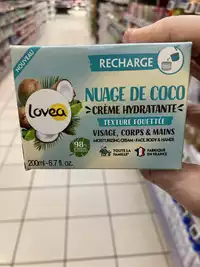 NOUVEAU
RECHARGE
lovea
NUAGE DE COCO
CRÈME HYDRATANTE
TEXTURE FOUETTÉE
VISAGE, CORPS & MAINS
MOISTURIZING CREAM - FACE, BODY & HANDS
98%
TOUTE LA FAMILLE
FABRIQUÉ EN FRANCE
200ml - 6.7 fl. oz.